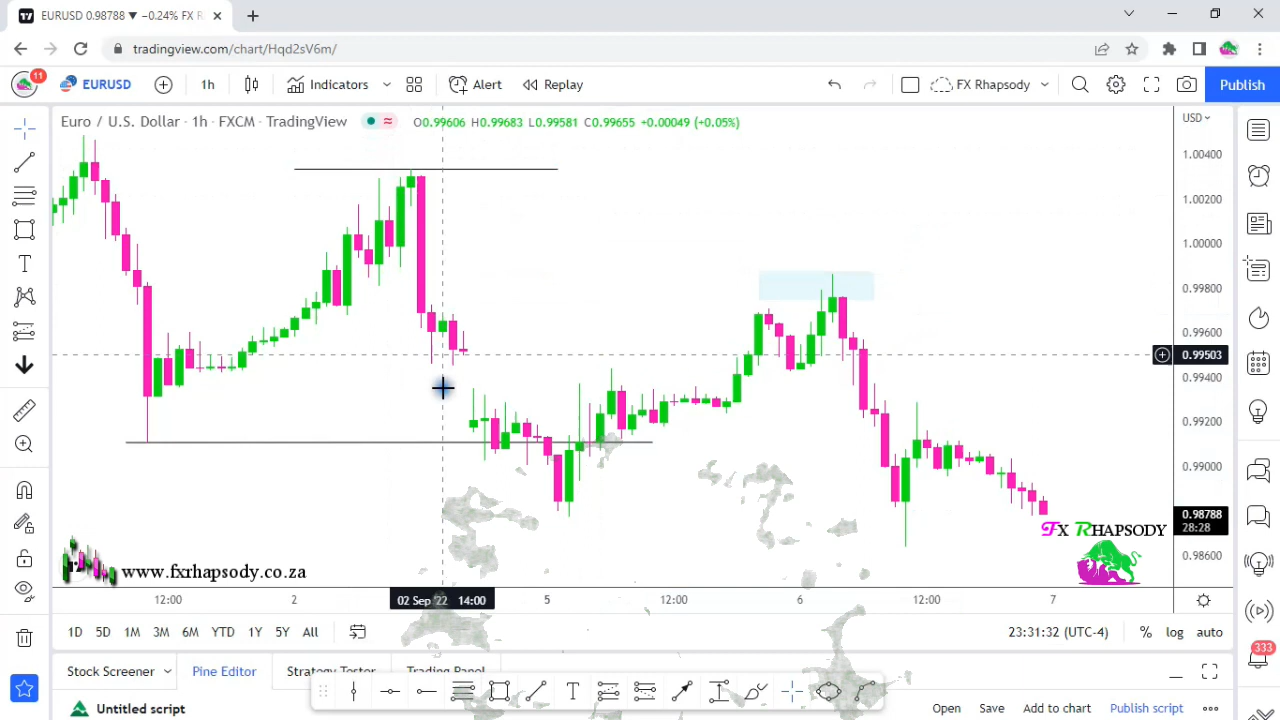 EURUSD 0.98788 ▼ −0.24% FX R
tradingview.com/chart/Hqd2sV6m/
11
EURUSD
1h
Indicators
Alert
Replay
FX Rhapsody
Publish
Euro / U.S. Dollar · 1h · FXCM · TradingView
O0.99606 H0.99683 L0.99581 C0.99655 +0.00049 (+0.05%)
USD
1.00400
1.00200
1.00000
0.99800
0.99600
0.99503
0.99400
0.99200
0.99000
0.98788
28:28
0.98600
FX RHAPSODY
www.fxrhapsody.co.za
12:00
2
02 Sep '22 14:00
5
12:00
6
12:00
7
1D 5D 1M 3M 6M YTD 1Y 5Y All
23:31:32 (UTC-4)
% log auto
333
Stock Screener
Pine Editor
Strategy Tester
Trading Panel
Untitled script
Open
Save
Add to chart
Publish script